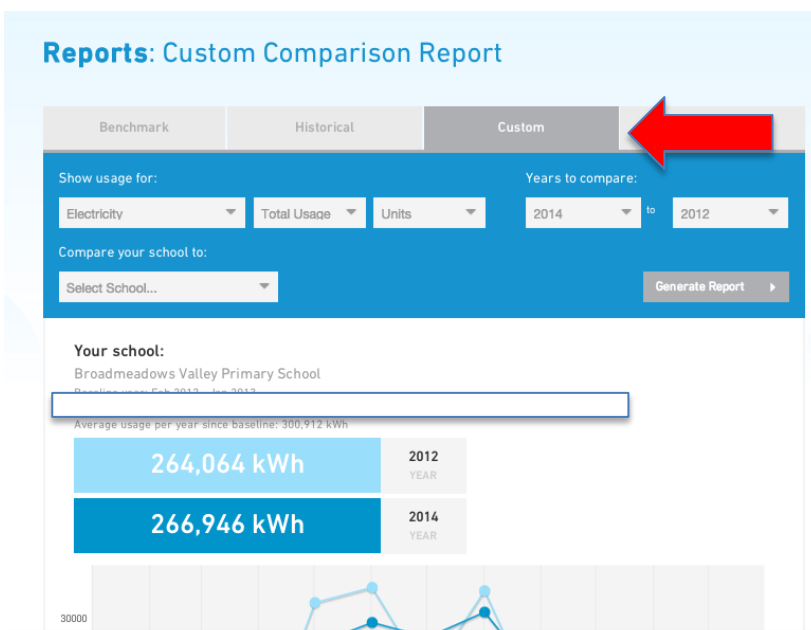 Reports: Custom Comparison Report
Benchmark Historical Custom
Show usage for: Years to compare:
Electricity Total Usage Units 2014 to 2012
Compare your school to:
Select School... Generate Report
Your school:
Broadmeadows Valley Primary School
Average usage per year since baseline: 300,912 kWh
264,064 kWh 2012
YEAR
266,946 kWh 2014
YEAR
30000